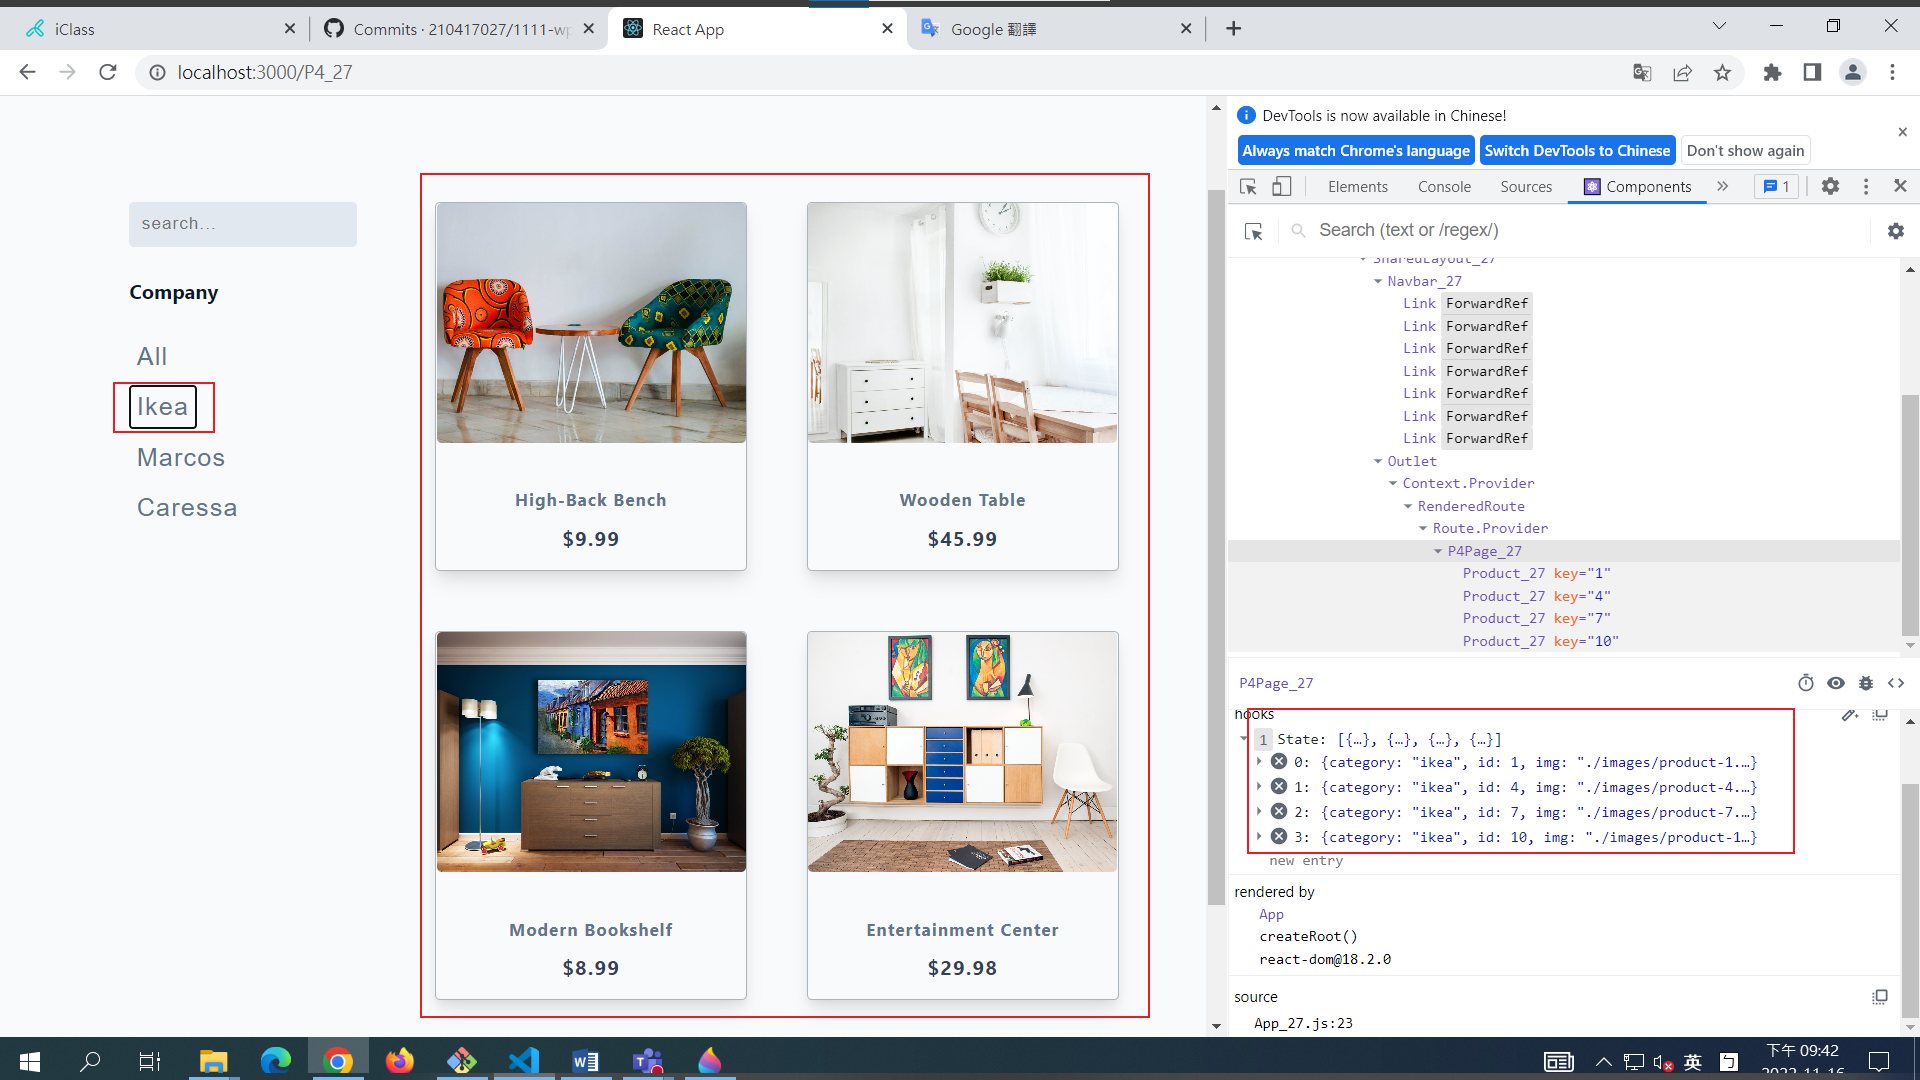 iClass
Commits · 210417027/1111-wp
React App
Google 翻譯
localhost:3000/P4_27
search...
Company
All
Ikea
Marcos
Caressa
High-Back Bench
$9.99
Wooden Table
$45.99
Modern Bookshelf
$8.99
Entertainment Center
$29.98
DevTools is now available in Chinese!
Always match Chrome's language
Switch DevTools to Chinese
Don't show again
Elements
Console
Sources
Components
1
Search (text or /regex/)
SharedLayout_27
Navbar_27
Link ForwardRef
Link ForwardRef
Link ForwardRef
Link ForwardRef
Link ForwardRef
Link ForwardRef
Link ForwardRef
Outlet
Context.Provider
RenderedRoute
Route.Provider
P4Page_27
Product_27 key="1"
Product_27 key="4"
Product_27 key="7"
Product_27 key="10"
P4Page_27
hooks
1 State: [{…}, {…}, {…}, {…}]
0: {category: "ikea", id: 1, img: "./images/product-1.…}
1: {category: "ikea", id: 4, img: "./images/product-4.…}
2: {category: "ikea", id: 7, img: "./images/product-7.…}
3: {category: "ikea", id: 10, img: "./images/product-1…}
new entry
rendered by
App
createRoot()
react-dom@18.2.0
source
App_27.js:23
英
下午 09:42
2022-11-16